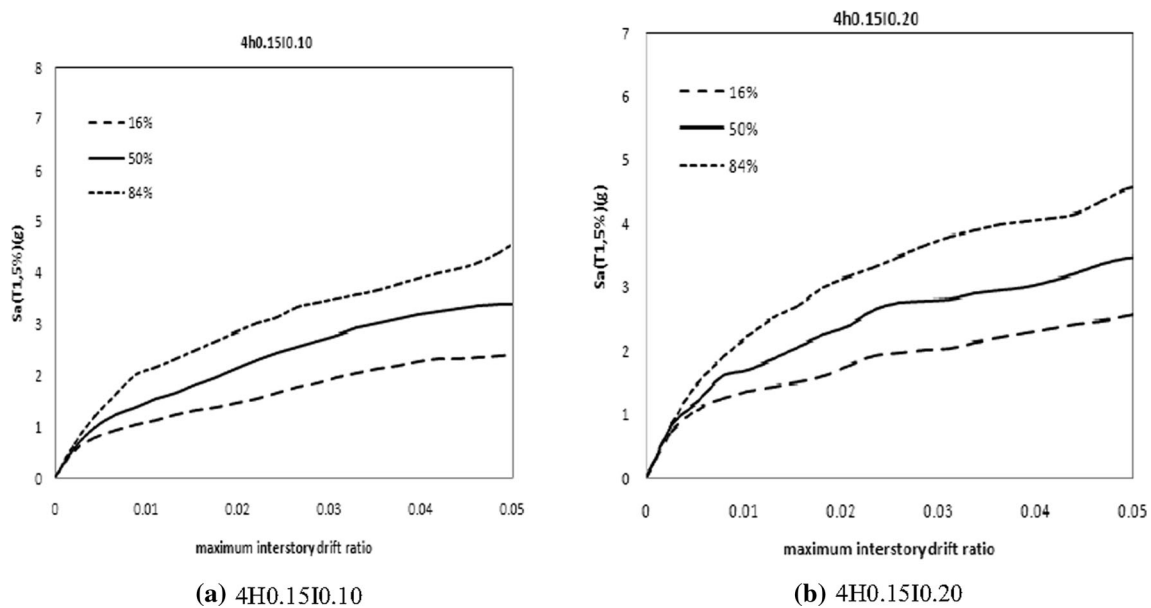 4h0.15I0.10
8
7
6
5
4
3
2
1
0
Sa(T1,5%)(g)
16%
50%
84%
0 0.01 0.02 0.03 0.04 0.05
maximum interstory drift ratio
(a) 4H0.15I0.10
4h0.15I0.20
7
6
5
4
3
2
1
0
Sa(T1,5%)(g)
16%
50%
84%
0 0.01 0.02 0.03 0.04 0.05
maximum interstory drift ratio
(b) 4H0.15I0.20